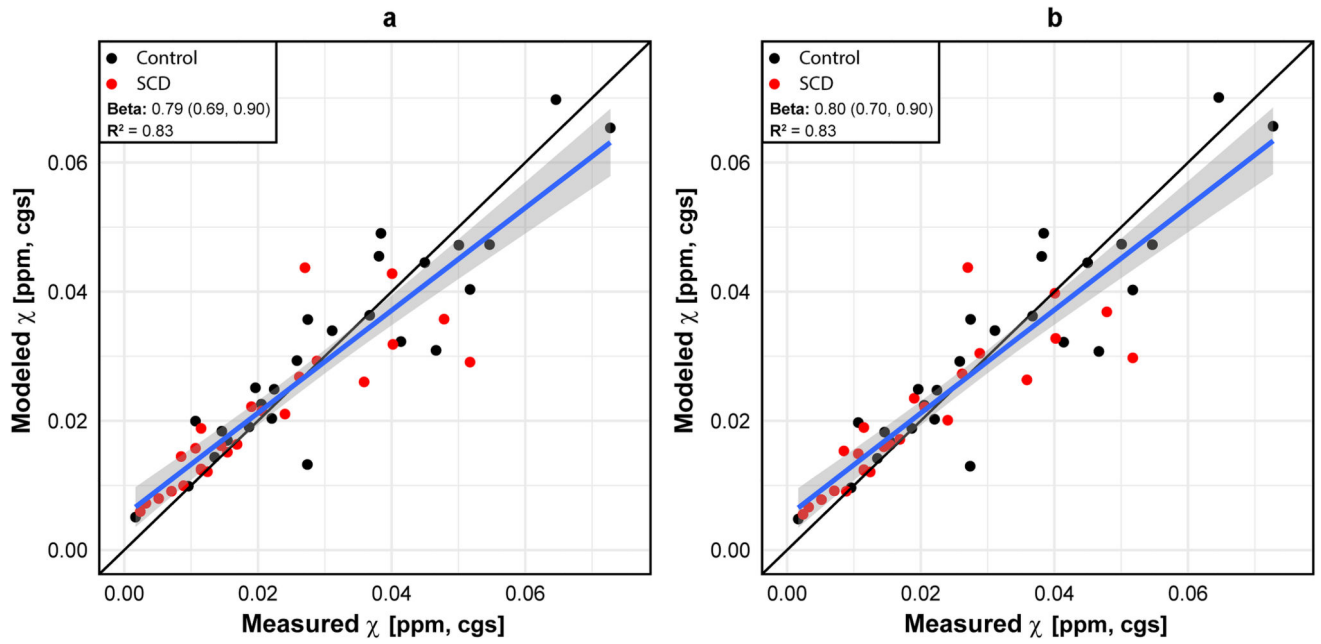 a
Control
SCD
Beta: 0.79 (0.69, 0.90)
R² = 0.83
0.06
0.04
0.02
0.00
Modeled χ [ppm, cgs]
0.00 0.02 0.04 0.06
Measured χ [ppm, cgs]
b
Control
SCD
Beta: 0.80 (0.70, 0.90)
R² = 0.83
0.06
0.04
0.02
0.00
Modeled χ [ppm, cgs]
0.00 0.02 0.04 0.06
Measured χ [ppm, cgs]